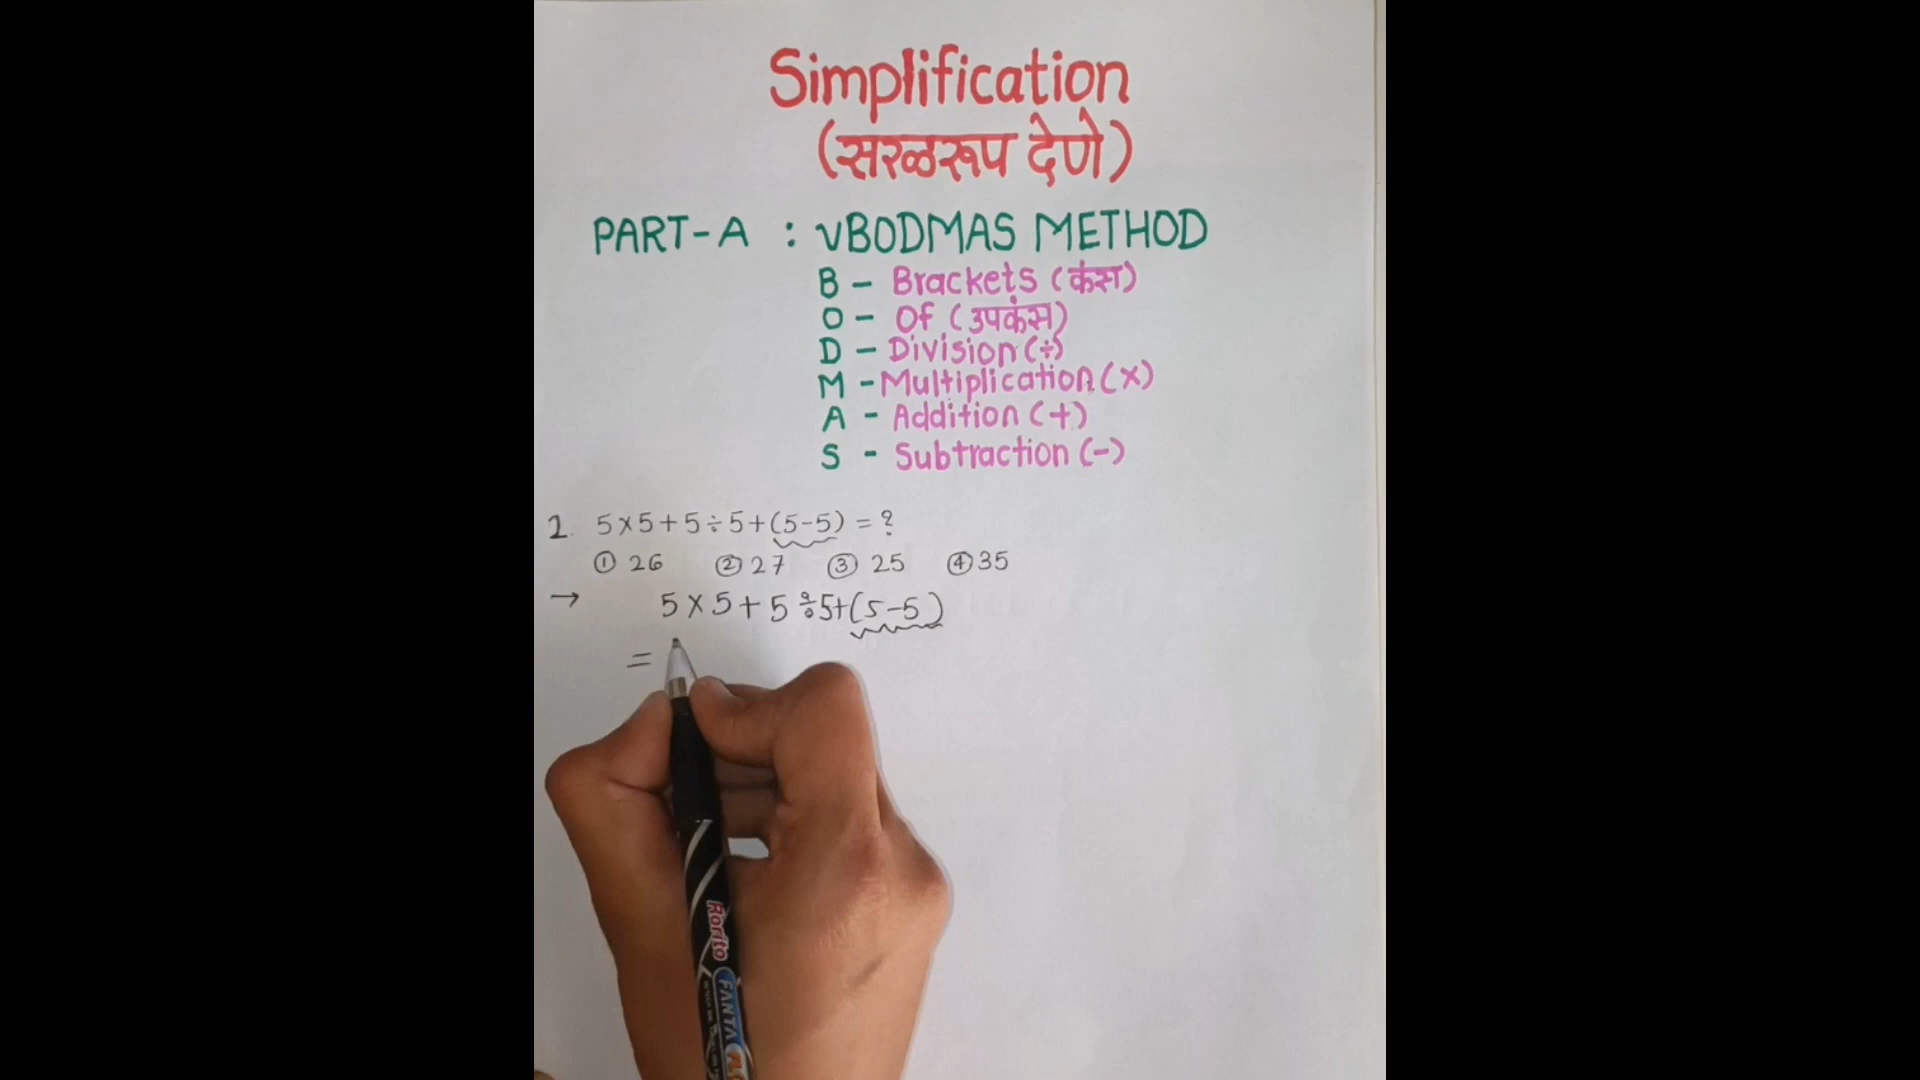 Simplification
(सरळरूप देणे)
PART-A : vBODMAS METHOD
B - Brackets (कंस)
O - Of (उपकंस)
D - Division (÷)
M - Multiplication (×)
A - Addition (+)
S - Subtraction (-)
1. 5×5+5÷5+(5-5) = ?
① 26 ② 27 ③ 25 ④ 35
→ 5×5+5÷5+(5-5)
=
Rorito
FANTA